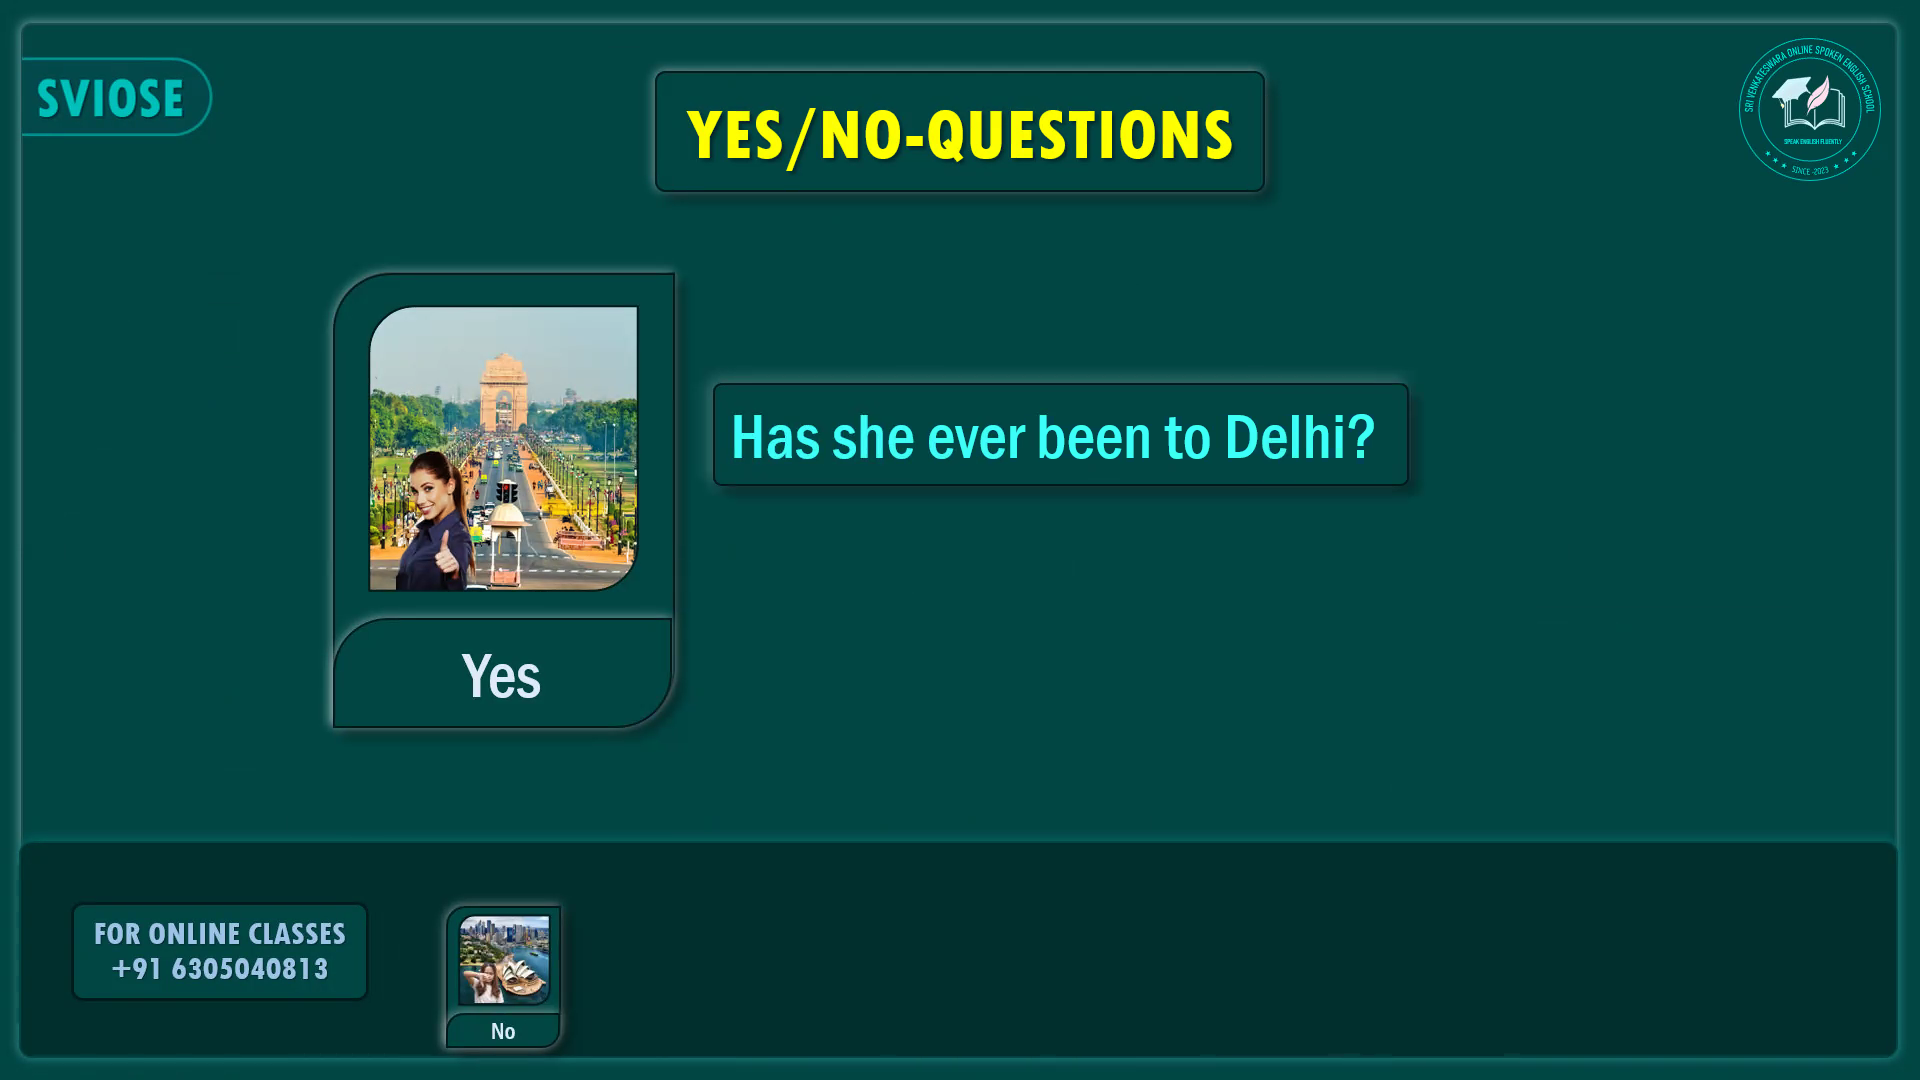 SVIOSE
YES/NO-QUESTIONS
SRI VENKATESWARA ONLINE SPOKEN ENGLISH SCHOOL
SPEAK ENGLISH FLUENTLY
SINCE -2023
Has she ever been to Delhi?
Yes
FOR ONLINE CLASSES
+91 6305040813
No